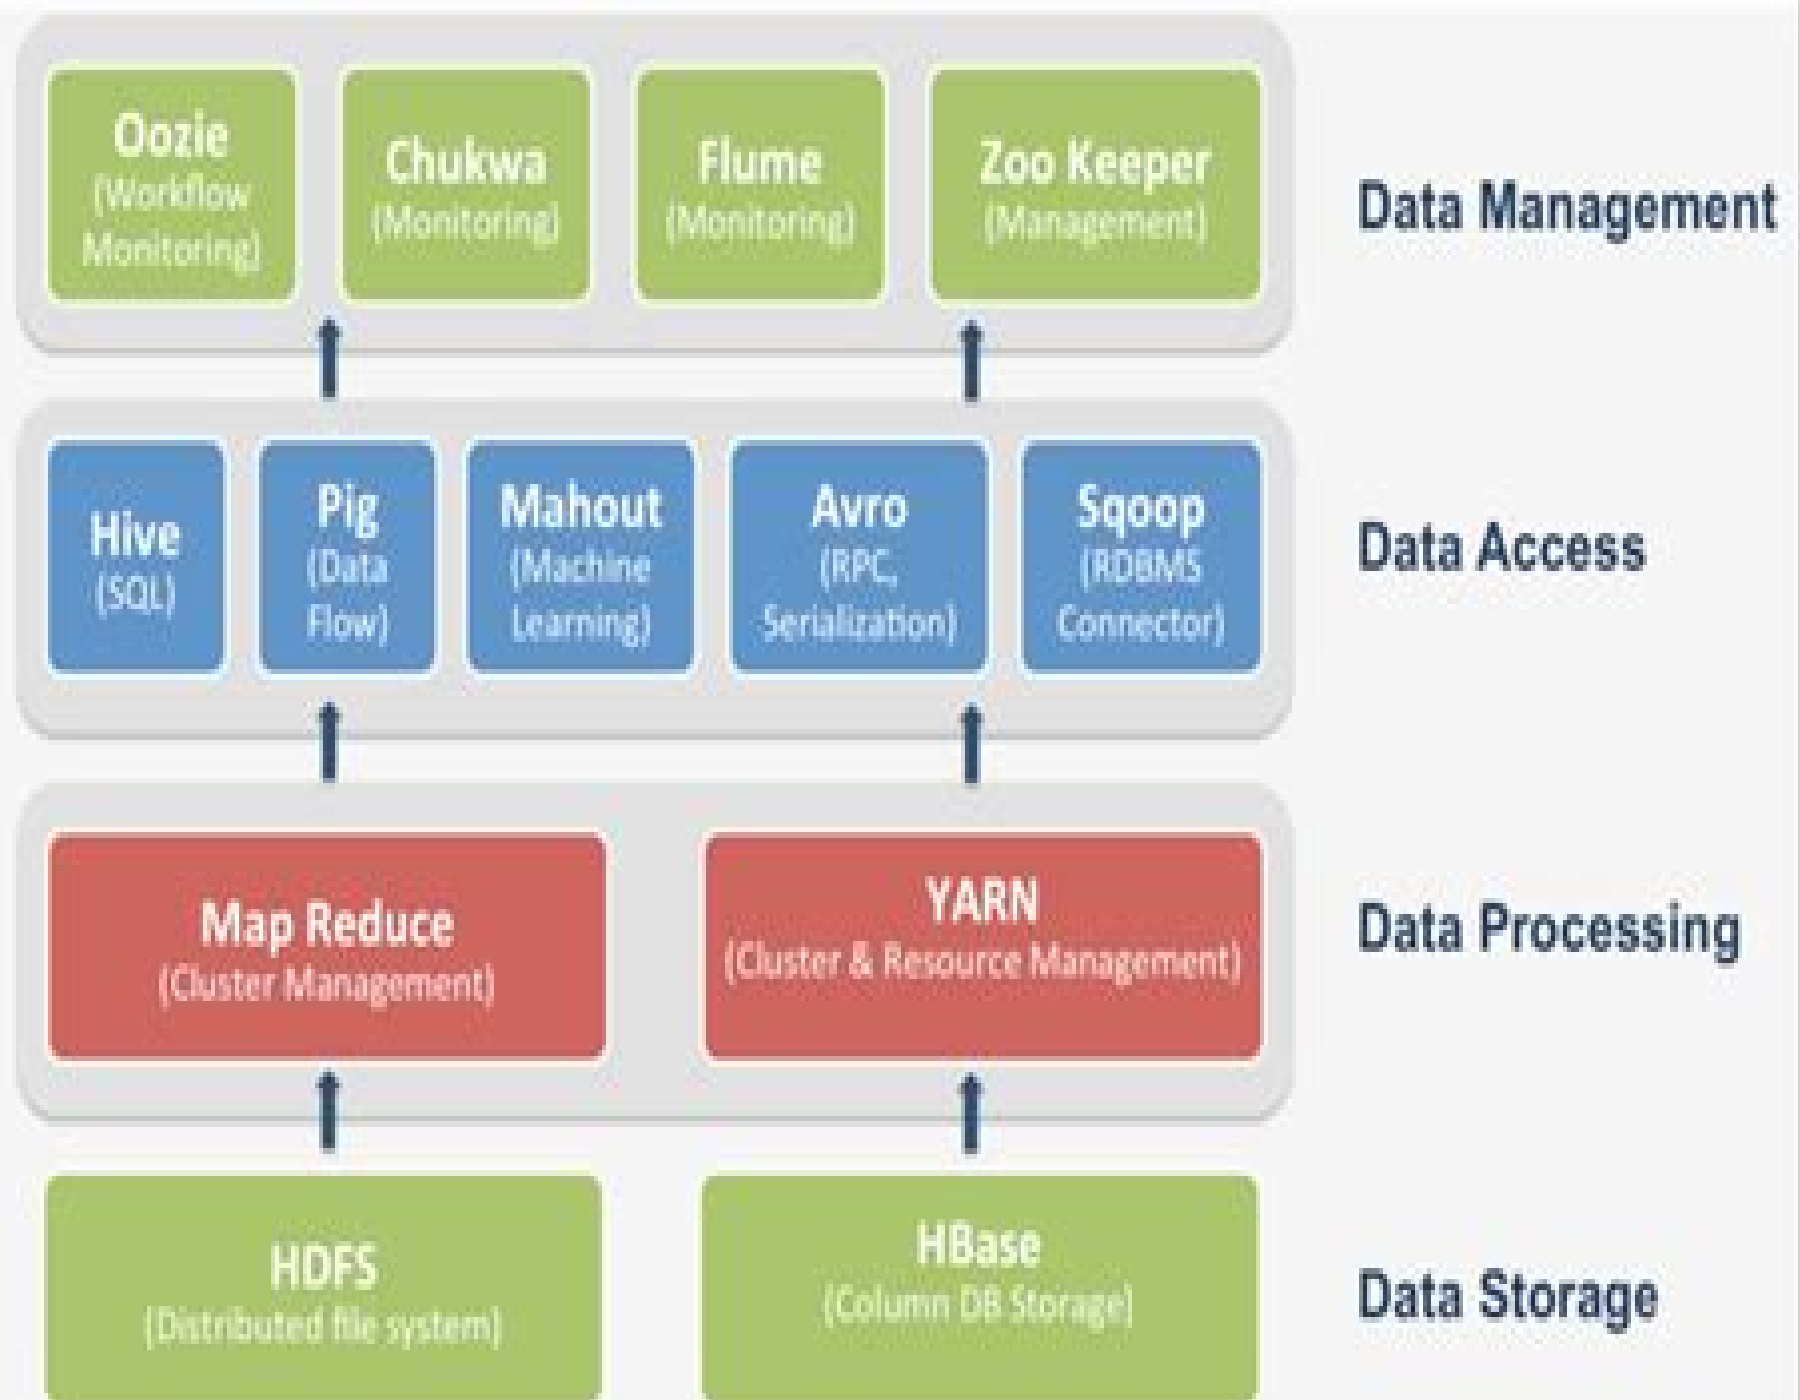 Oozie
(Workflow
Monitoring)
Chukwa
(Monitoring)
Flume
(Monitoring)
Zoo Keeper
(Management)
Data Management
Hive
(SQL)
Pig
(Data
Flow)
Mahout
(Machine
Learning)
Avro
(RPC,
Serialization)
Sqoop
(RDBMS
Connector)
Data Access
Map Reduce
(Cluster Management)
YARN
(Cluster & Resource Management)
Data Processing
HDFS
(Distributed file system)
HBase
(Column DB Storage)
Data Storage